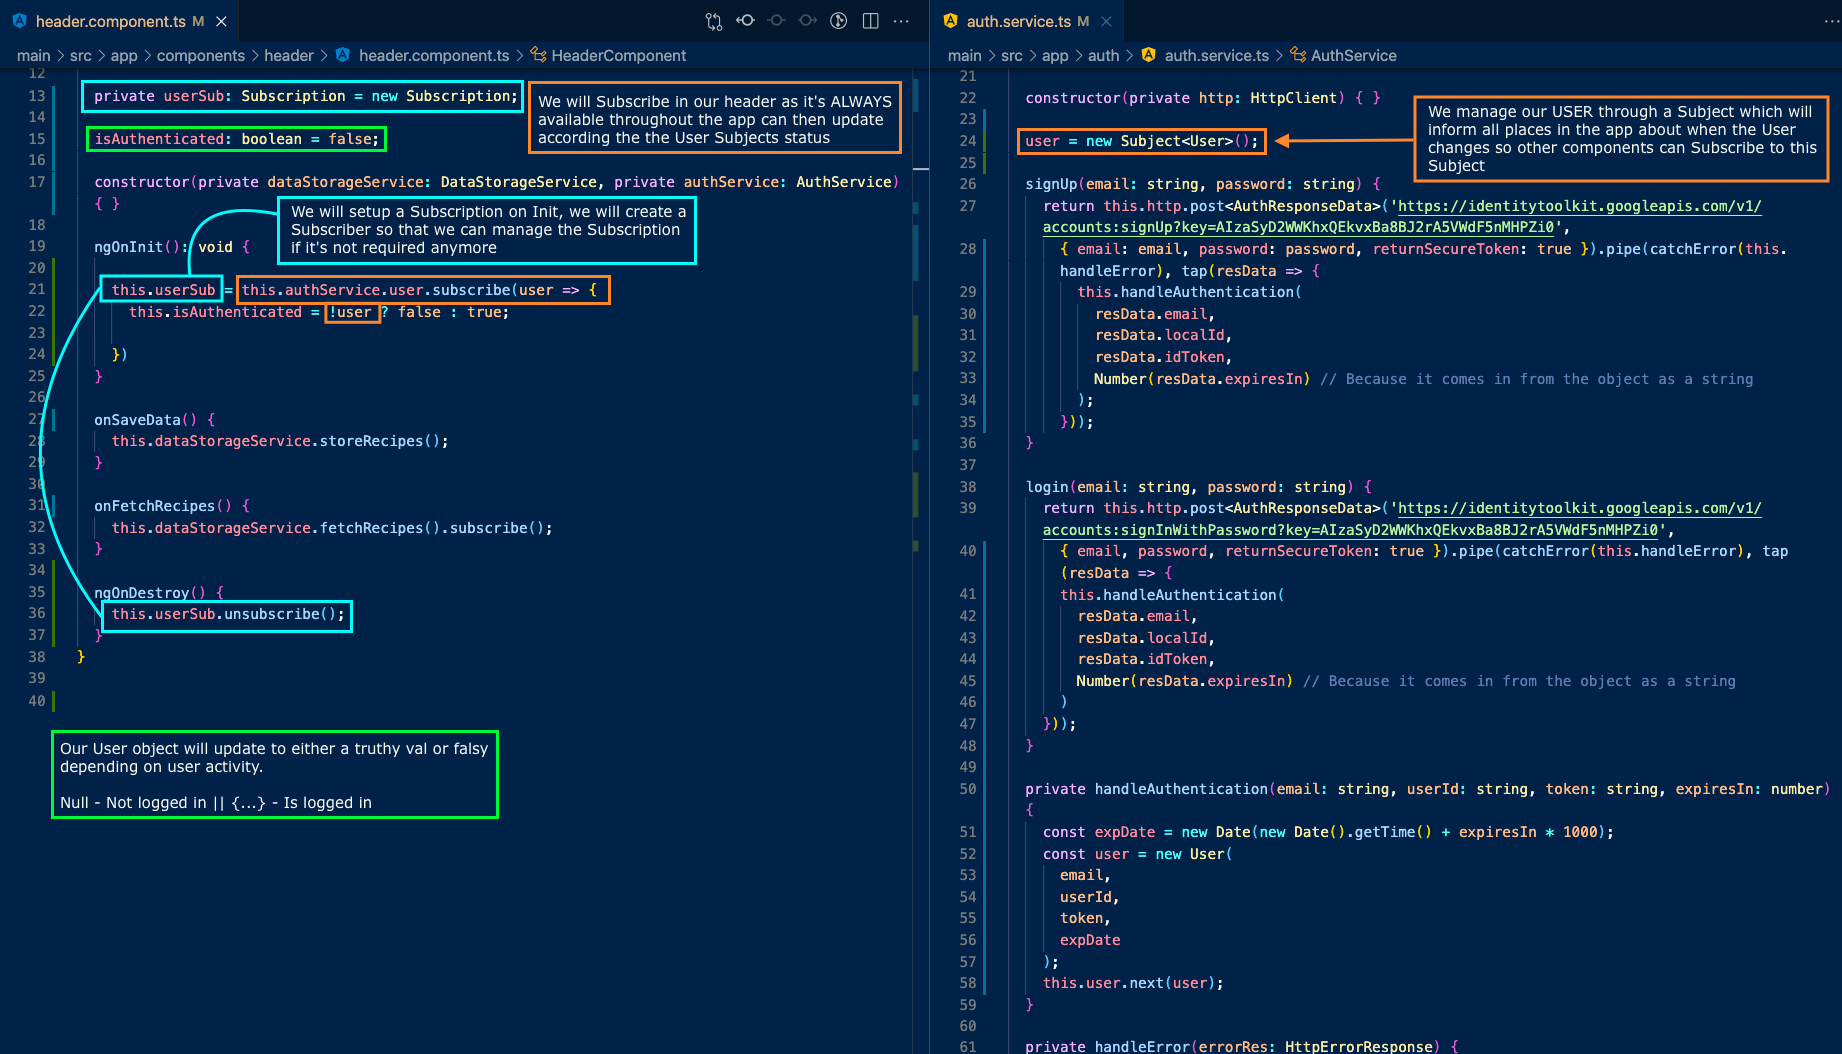 header.component.ts M
main > src > app > components > header > header.component.ts > HeaderComponent
12
13 private userSub: Subscription = new Subscription;
We will Subscribe in our header as it's ALWAYS
available throughout the app can then update
according the the User Subjects status
14
15 isAuthenticated: boolean = false;
16
17 constructor(private dataStorageService: DataStorageService, private authService: AuthService)
{ }
We will setup a Subscription on Init, we will create a
Subscriber so that we can manage the Subscription
if it's not required anymore
18
19 ngOnInit(): void {
20
21 this.userSub = this.authService.user.subscribe(user => {
22 this.isAuthenticated = !user ? false : true;
23
24 })
25 }
26
27 onSaveData() {
28 this.dataStorageService.storeRecipes();
29 }
30
31 onFetchRecipes() {
32 this.dataStorageService.fetchRecipes().subscribe();
33 }
34
35 ngOnDestroy() {
36 this.userSub.unsubscribe();
37 }
38 }
39
40
Our User object will update to either a truthy val or falsy
depending on user activity.
Null - Not logged in || {...} - Is logged in
auth.service.ts M
main > src > app > auth > auth.service.ts > AuthService
21
22 constructor(private http: HttpClient) { }
We manage our USER through a Subject which will
inform all places in the app about when the User
changes so other components can Subscribe to this
Subject
23
24 user = new Subject<User>();
25
26 signUp(email: string, password: string) {
27 return this.http.post<AuthResponseData>('https://identitytoolkit.googleapis.com/v1/
accounts:signUp?key=AIzaSyD2WWKhxQEkvxBa8BJ2rA5VWdF5nMHPZi0',
28 { email: email, password: password, returnSecureToken: true }).pipe(catchError(this.
handleError), tap(resData => {
29 this.handleAuthentication(
30 resData.email,
31 resData.localId,
32 resData.idToken,
33 Number(resData.expiresIn) // Because it comes in from the object as a string
34 );
35 }));
36 }
37
38 login(email: string, password: string) {
39 return this.http.post<AuthResponseData>('https://identitytoolkit.googleapis.com/v1/
accounts:signInWithPassword?key=AIzaSyD2WWKhxQEkvxBa8BJ2rA5VWdF5nMHPZi0',
40 { email, password, returnSecureToken: true }).pipe(catchError(this.handleError), tap
(resData => {
41 this.handleAuthentication(
42 resData.email,
43 resData.localId,
44 resData.idToken,
45 Number(resData.expiresIn) // Because it comes in from the object as a string
46 )
47 }));
48 }
49
50 private handleAuthentication(email: string, userId: string, token: string, expiresIn: number)
{
51 const expDate = new Date(new Date().getTime() + expiresIn * 1000);
52 const user = new User(
53 email,
54 userId,
55 token,
56 expDate
57 );
58 this.user.next(user);
59 }
60
61 private handleError(errorRes: HttpErrorResponse) {